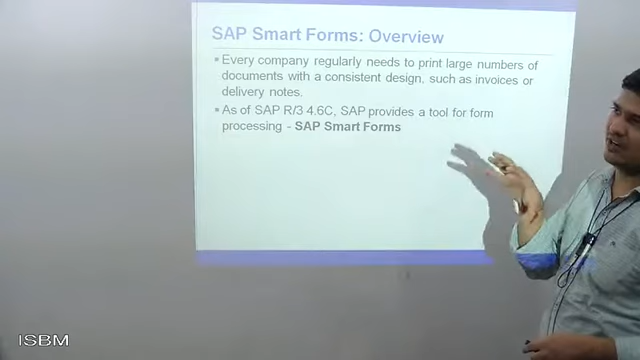 SAP Smart Forms: Overview
▪ Every company regularly needs to print large numbers of
documents with a consistent design, such as invoices or
delivery notes.
▪ As of SAP R/3 4.6C, SAP provides a tool for form
processing - SAP Smart Forms
ISBM